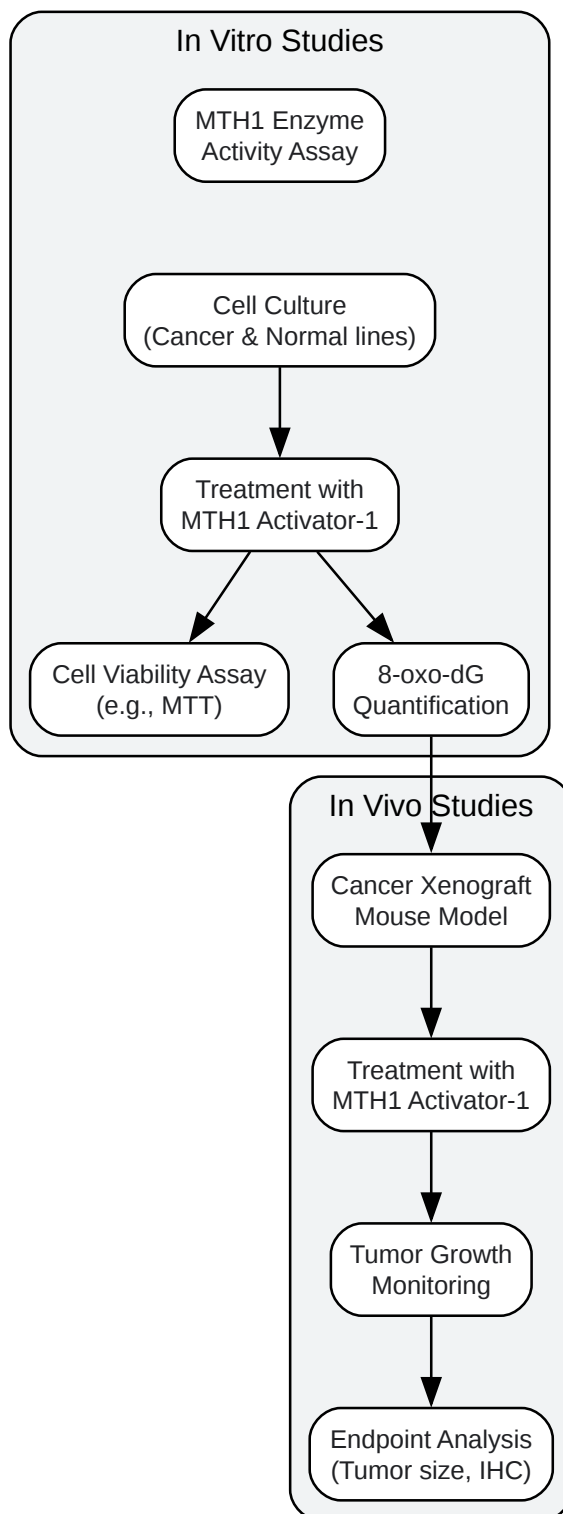 In Vitro Studies
MTH1 Enzyme
Activity Assay
Cell Culture
(Cancer & Normal lines)
Treatment with
MTH1 Activator-1
Cell Viability Assay
(e.g., MTT)
8-oxo-dG
Quantification
In Vivo Studies
Cancer Xenograft
Mouse Model
Treatment with
MTH1 Activator-1
Tumor Growth
Monitoring
Endpoint Analysis
(Tumor size, IHC)